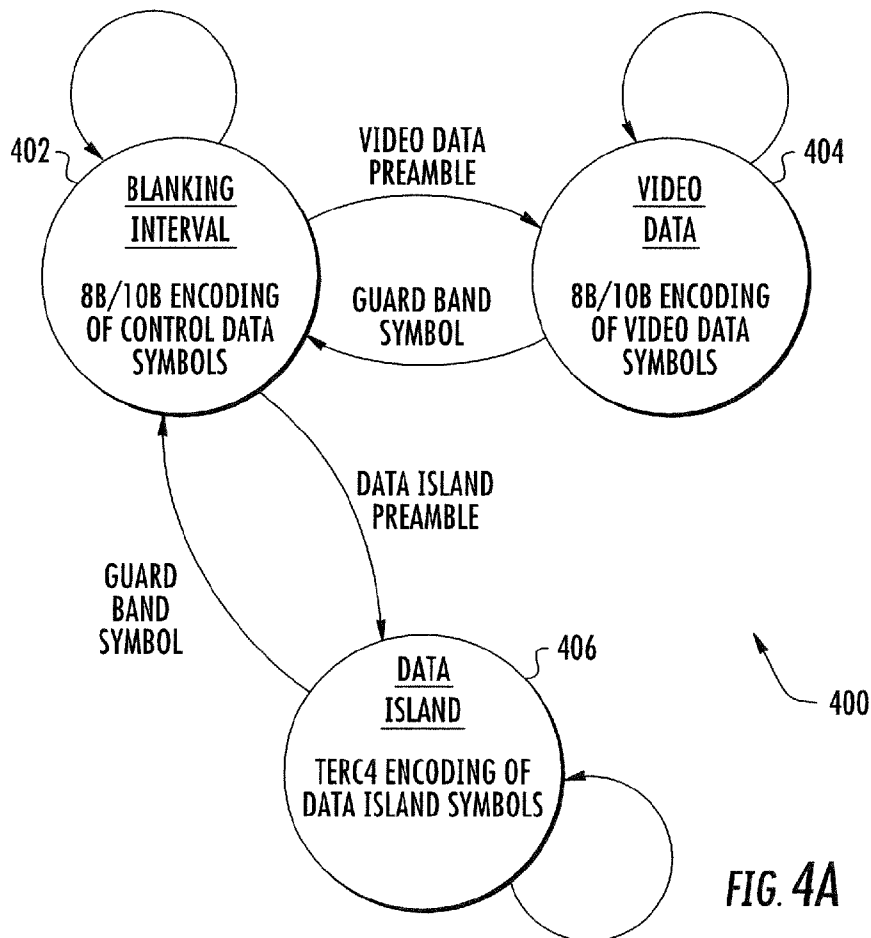 402
BLANKING
INTERVAL
8B/10B ENCODING
OF CONTROL DATA
SYMBOLS
VIDEO DATA
PREAMBLE
GUARD BAND
SYMBOL
404
VIDEO
DATA
8B/10B ENCODING
OF VIDEO DATA
SYMBOLS
DATA ISLAND
PREAMBLE
GUARD
BAND
SYMBOL
406
DATA
ISLAND
TERC4 ENCODING OF
DATA ISLAND SYMBOLS
400
FIG. 4A